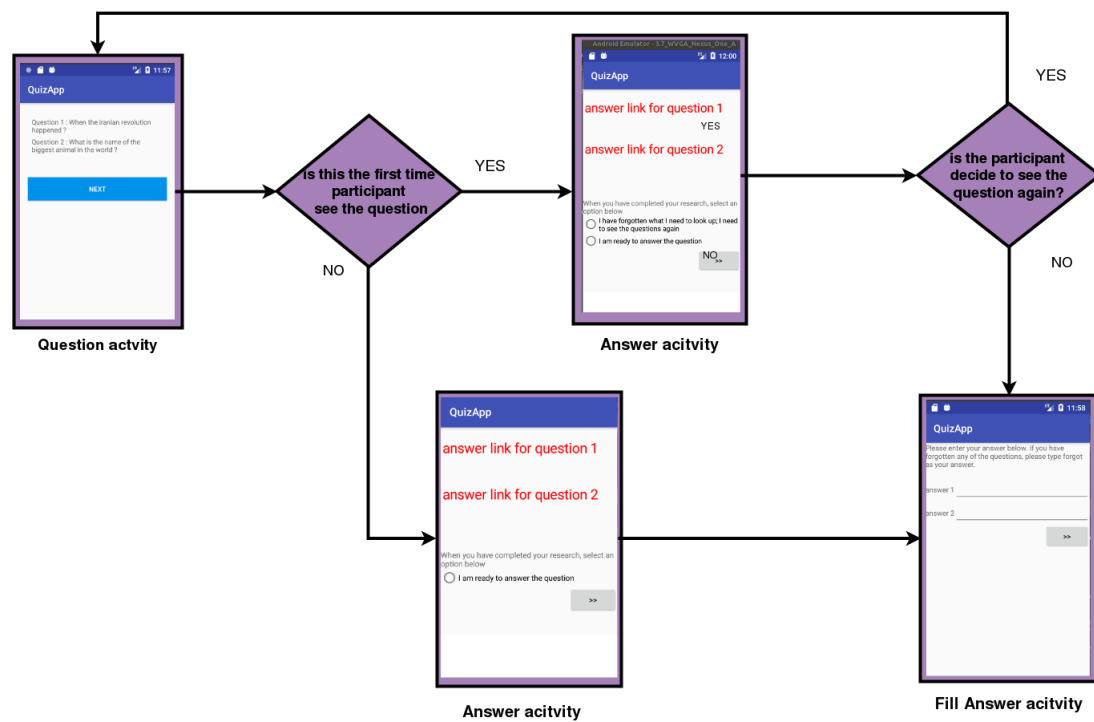 11:57
QuizApp
Question 1 : When the Iranian revolution
happened ?
Question 2 : What is the name of the
biggest animal in the world ?
NEXT
Question actvity
is this the first time
participant
see the question
YES
NO
Android Emulator - 3.7_WVGA_Nexus_One_A
12:00
QuizApp
answer link for question 1
YES
answer link for question 2
When you have completed your research, select an
option below
I have forgotten what I need to look up; I need
to see the questions again
I am ready to answer the question
NO
>>
Answer acitvity
YES
is the participant
decide to see the
question again?
NO
QuizApp
answer link for question 1
answer link for question 2
When you have completed your research, select an
option below
I am ready to answer the question
>>
Answer acitvity
11:58
QuizApp
Please enter your answer below. if you have
forgotten any of the questions, please type forgot
as your answer.
answer 1
answer 2
>>
Fill Answer acitvity